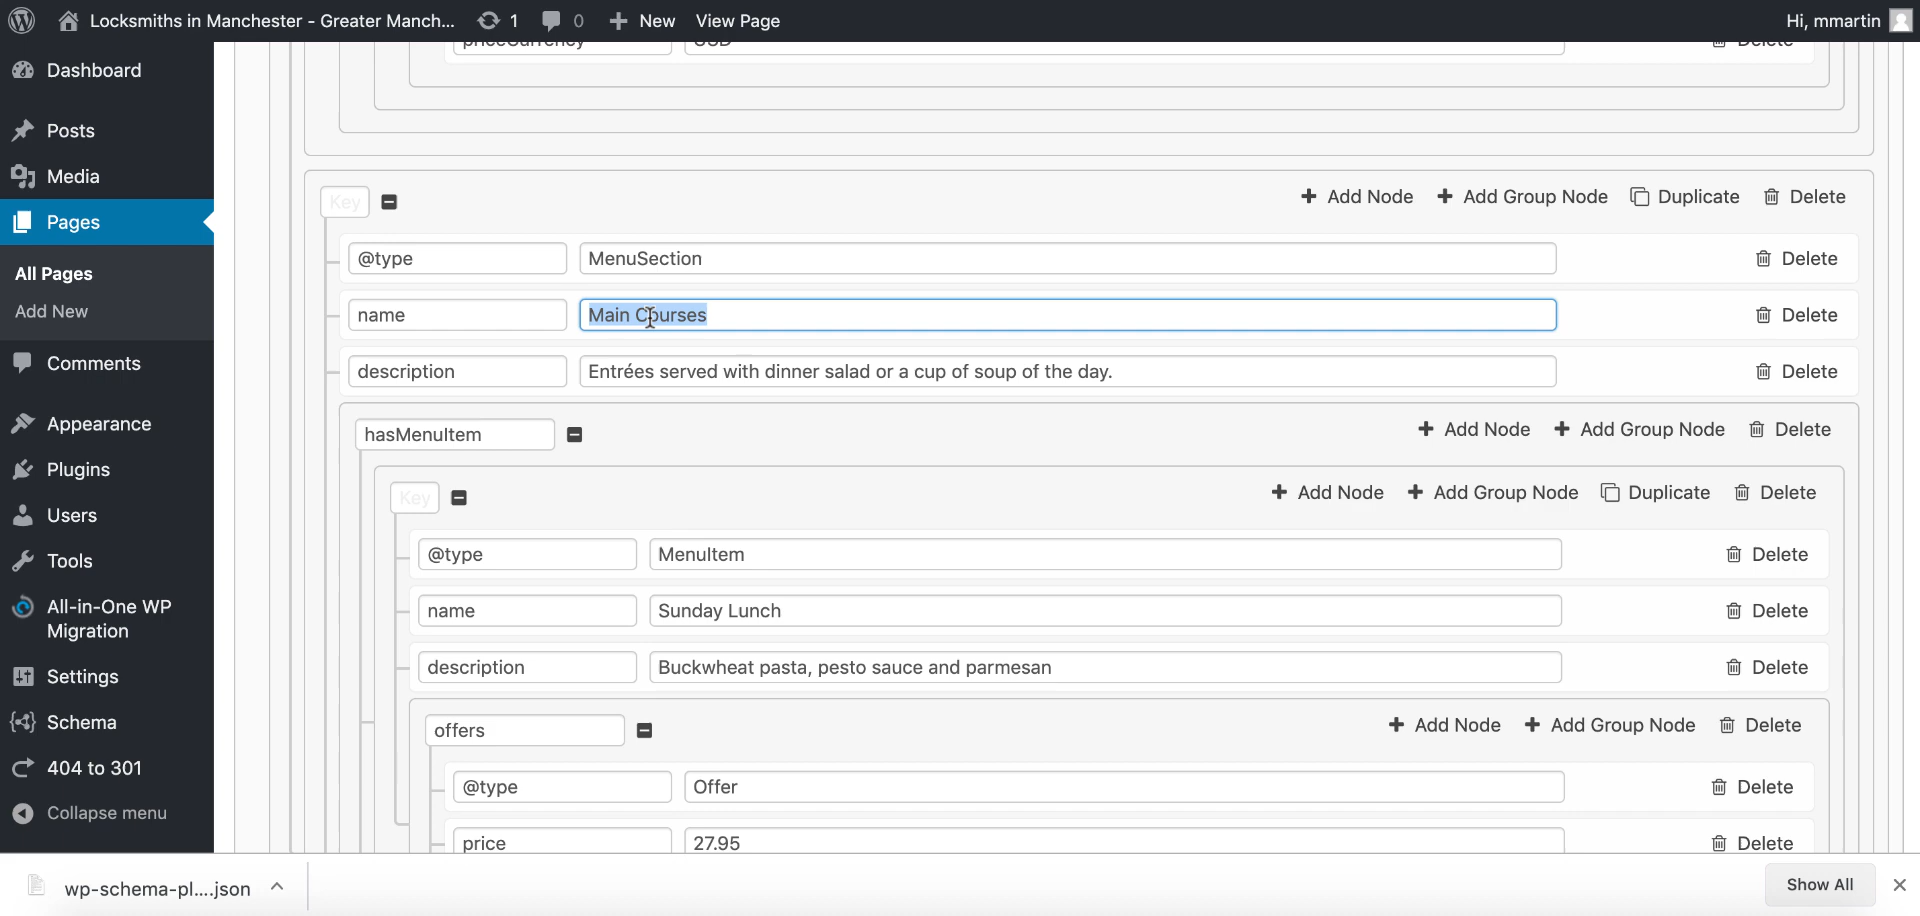 Locksmiths in Manchester - Greater Manch... 1 0 New View Page Hi, mmartin
priceCurrency USD Delete
Dashboard
Posts
Media
Pages
All Pages
Add New
Comments
Appearance
Plugins
Users
Tools
All-in-One WP
Migration
Settings
Schema
404 to 301
Collapse menu
Key Add Node Add Group Node Duplicate Delete
@type MenuSection Delete
name Main Courses Delete
description Entrées served with dinner salad or a cup of soup of the day. Delete
hasMenuItem Add Node Add Group Node Delete
Key Add Node Add Group Node Duplicate Delete
@type MenuItem Delete
name Sunday Lunch Delete
description Buckwheat pasta, pesto sauce and parmesan Delete
offers Add Node Add Group Node Delete
@type Offer Delete
price 27.95 Delete
wp-schema-pl....json Show All